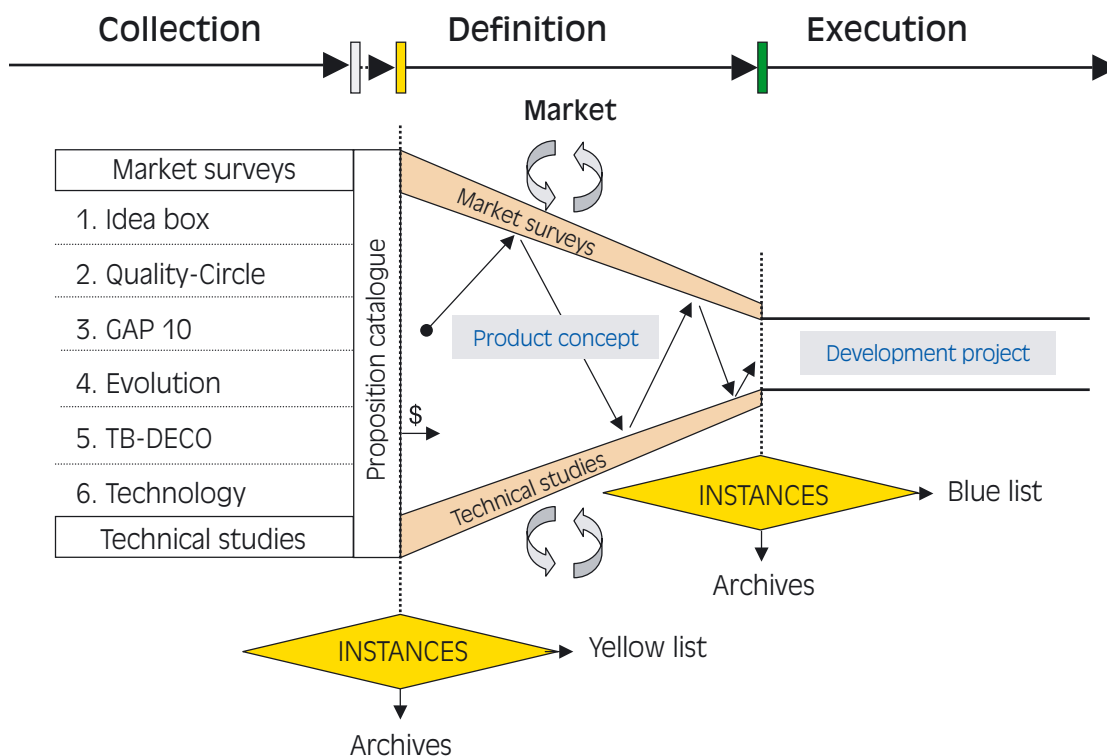 Collection
Definition
Execution
Market
Market surveys
1. Idea box
2. Quality-Circle
3. GAP 10
4. Evolution
5. TB-DECO
6. Technology
Technical studies
Proposition catalogue
$
Market surveys
Product concept
Technical studies
Development project
INSTANCES
Blue list
Archives
INSTANCES
Yellow list
Archives